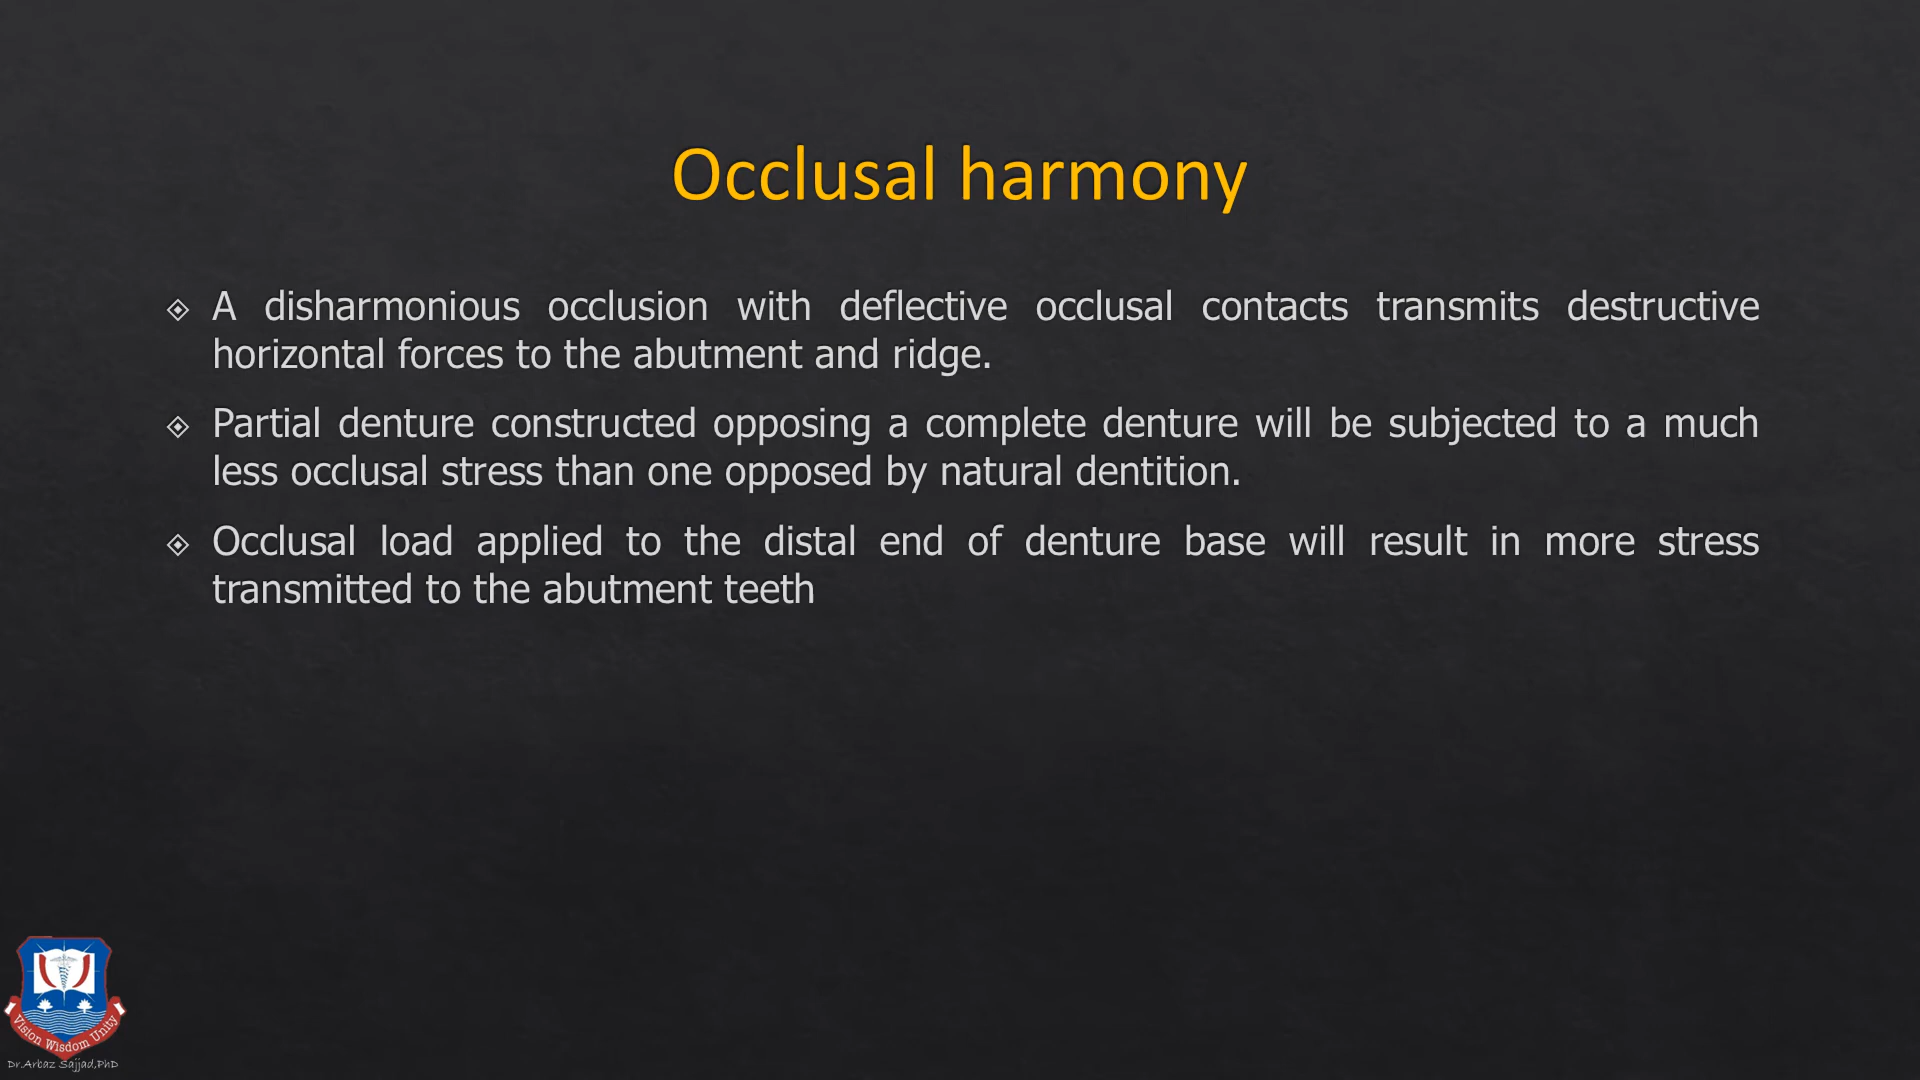 Occlusal harmony
A disharmonious occlusion with deflective occlusal contacts transmits destructive
horizontal forces to the abutment and ridge.
Partial denture constructed opposing a complete denture will be subjected to a much
less occlusal stress than one opposed by natural dentition.
Occlusal load applied to the distal end of denture base will result in more stress
transmitted to the abutment teeth
Vision Wisdom Unity
Dr.Arbaz Sajjad,PhD